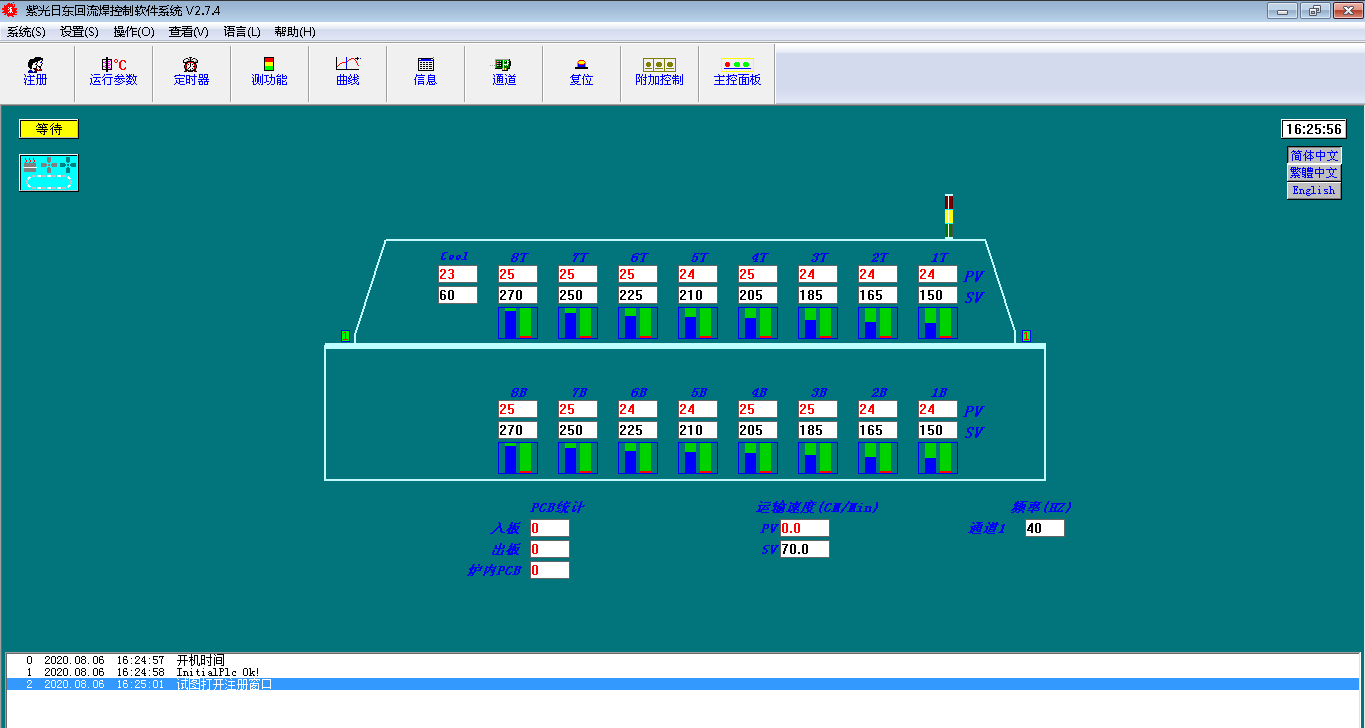 紫光日东回流焊控制软件系统 V2.7.4
系统(S) 设置(S) 操作(O) 查看(V) 语言(L) 帮助(H)
注册 运行参数 定时器 测功能 曲线 信息 通道 复位 附加控制 主控面板
等待
16:25:56
简体中文
繁體中文
English
Cool 8T 7T 6T 5T 4T 3T 2T 1T
23 25 25 25 24 25 24 24 24 PV
60 270 250 225 210 205 185 165 150 SV
1 1
8B 7B 6B 5B 4B 3B 2B 1B
25 25 24 24 25 25 24 24 PV
270 250 225 210 205 185 165 150 SV
PCB统计 运输速度(CM/Min) 频率(HZ)
入板 0 PV 0.0 通道1 40
出板 0 SV 70.0
炉内PCB 0
0 2020.08.06 16:24:57 开机时间
1 2020.08.06 16:24:58 InitialPlc Ok!
2 2020.08.06 16:25:01 试图打开注册窗口